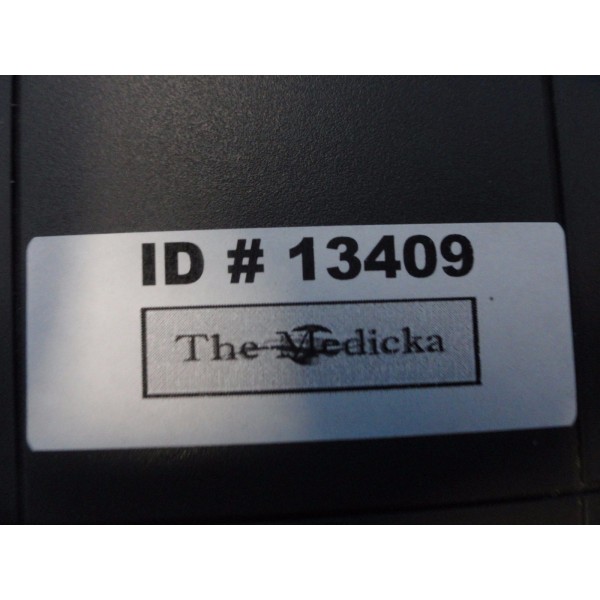 ID # 13409
The Medicka